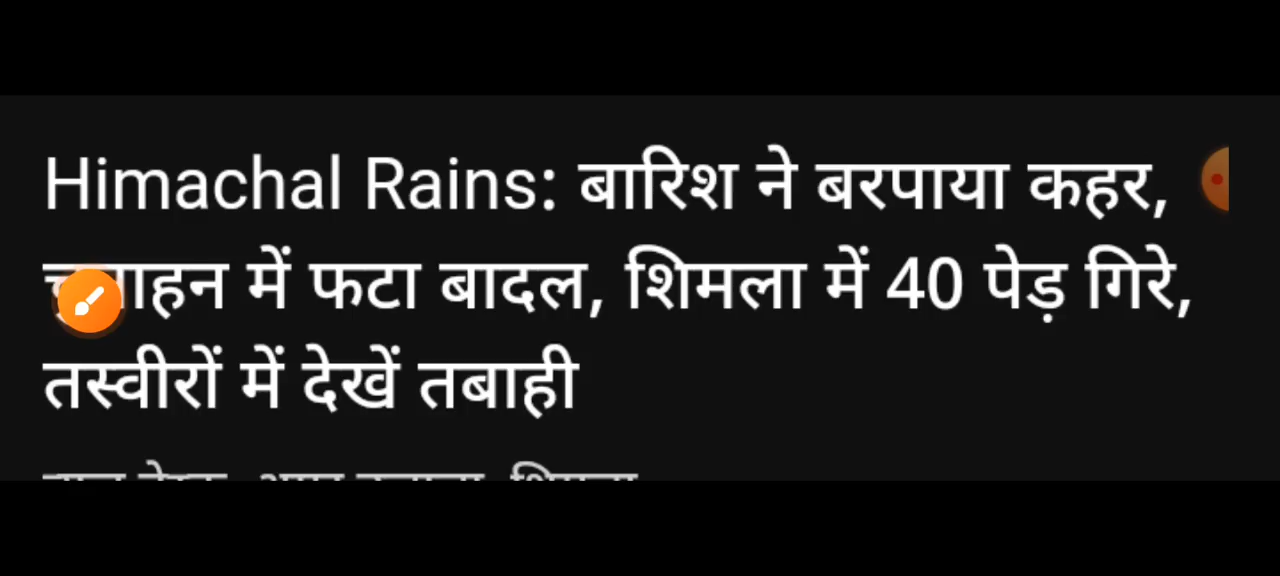 Himachal Rains: बारिश ने बरपाया कहर,
में फटा बादल, शिमला में 40 पेड़ गिरे,
तस्वीरों में देखें तबाही